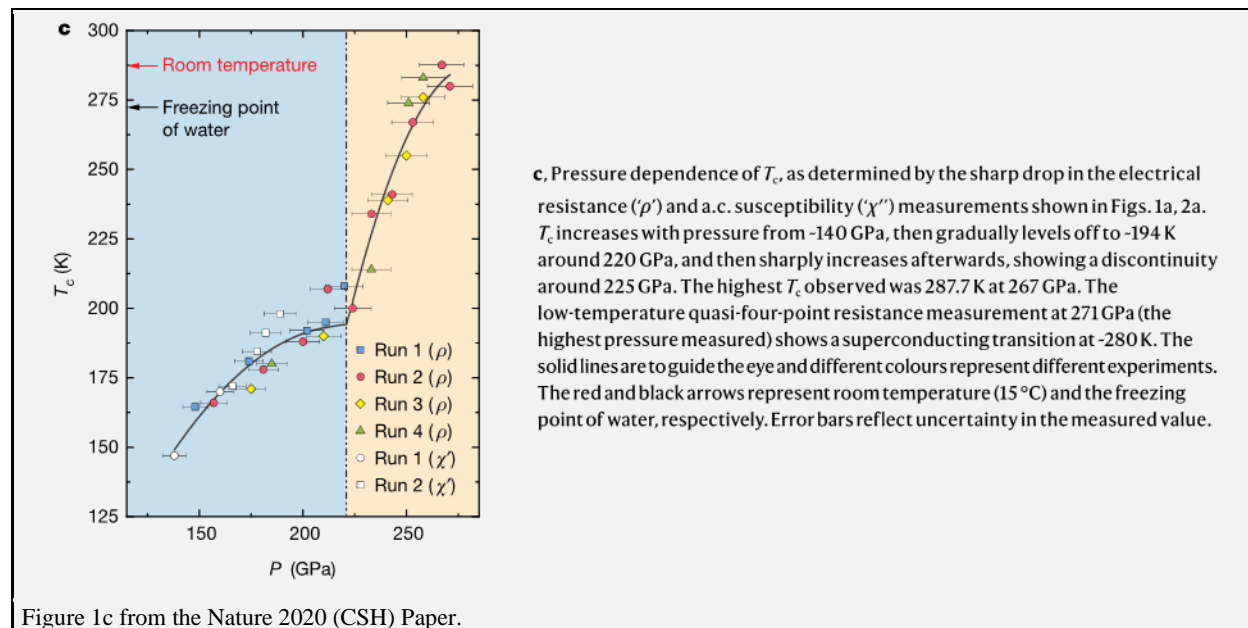 c
300
275
250
225
200
175
150
125
Tc (K)
Room temperature
Freezing point
of water
Run 1 (ρ)
Run 2 (ρ)
Run 3 (ρ)
Run 4 (ρ)
Run 1 (χ′)
Run 2 (χ′)
150
200
250
P (GPa)
c, Pressure dependence of Tc, as determined by the sharp drop in the electrical
resistance (‘ρ’) and a.c. susceptibility (‘χ′’) measurements shown in Figs. 1a, 2a.
Tc increases with pressure from ~140 GPa, then gradually levels off to ~194 K
around 220 GPa, and then sharply increases afterwards, showing a discontinuity
around 225 GPa. The highest Tc observed was 287.7 K at 267 GPa. The
low-temperature quasi-four-point resistance measurement at 271 GPa (the
highest pressure measured) shows a superconducting transition at ~280 K. The
solid lines are to guide the eye and different colours represent different experiments.
The red and black arrows represent room temperature (15 °C) and the freezing
point of water, respectively. Error bars reflect uncertainty in the measured value.
Figure 1c from the Nature 2020 (CSH) Paper.